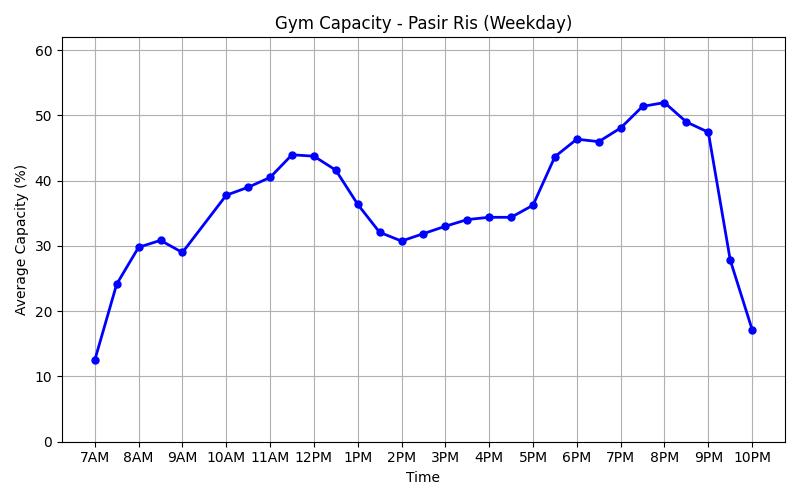 Gym Capacity - Pasir Ris (Weekday)
Average Capacity (%)
60
50
40
30
20
10
0
7AM 8AM 9AM 10AM 11AM 12PM 1PM 2PM 3PM 4PM 5PM 6PM 7PM 8PM 9PM 10PM
Time